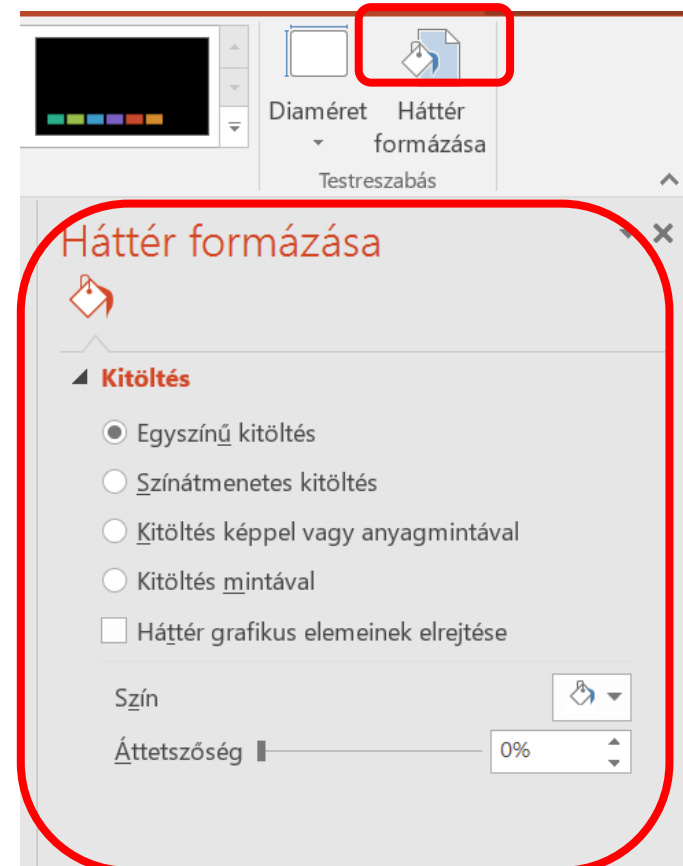 Diaméret
Háttér
formázása
Testreszabás
Háttér formázása
Kitöltés
Egyszínű kitöltés
Színátmenetes kitöltés
Kitöltés képpel vagy anyagmintával
Kitöltés mintával
Háttér grafikus elemeinek elrejtése
Szín
Áttetszőség 0%